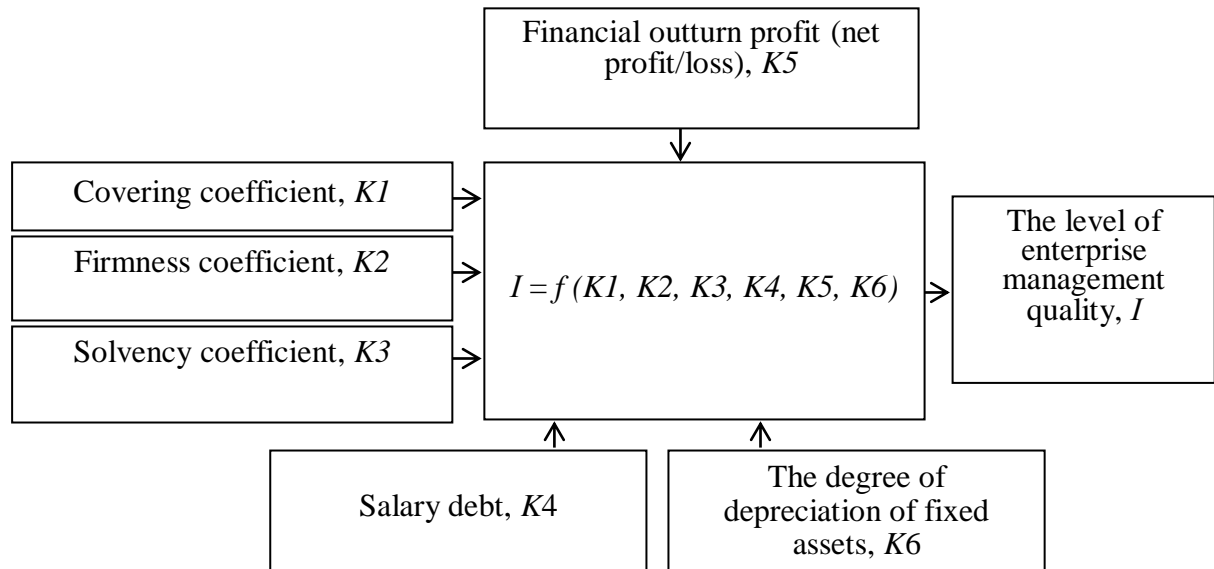 Financial outturn profit (net
profit/loss), K5
Covering coefficient, K1
Firmness coefficient, K2
Solvency coefficient, K3
I = f (K1, K2, K3, K4, K5, K6)
The level of
enterprise
management
quality, I
Salary debt, K4
The degree of
depreciation of fixed
assets, K6